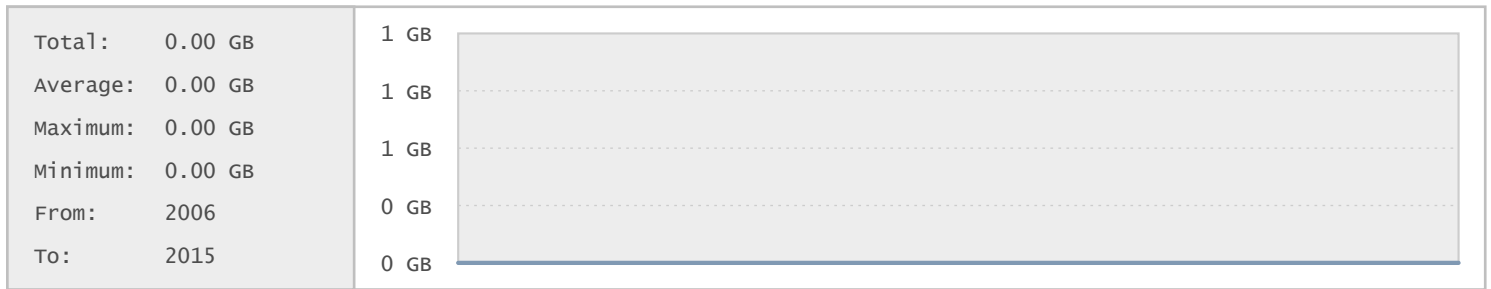 Total: 0.00 GB
Average: 0.00 GB
Maximum: 0.00 GB
Minimum: 0.00 GB
From: 2006
To: 2015
1 GB
1 GB
1 GB
0 GB
0 GB